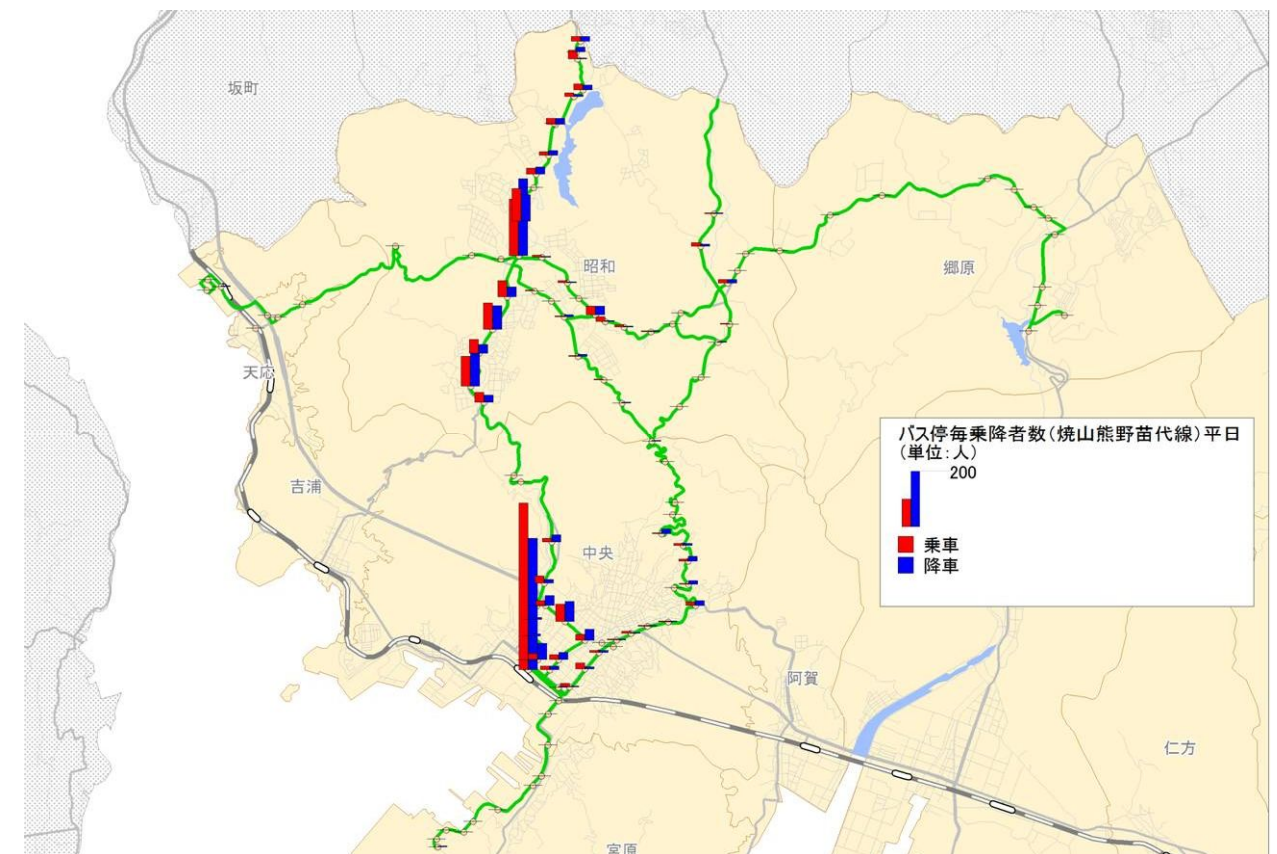 坂町
昭和
郷原
天応
バス停毎乗降者数(焼山熊野苗代線)平日
(単位:人)
200
乗車
降車
吉浦
中央
阿賀
仁方
宮原